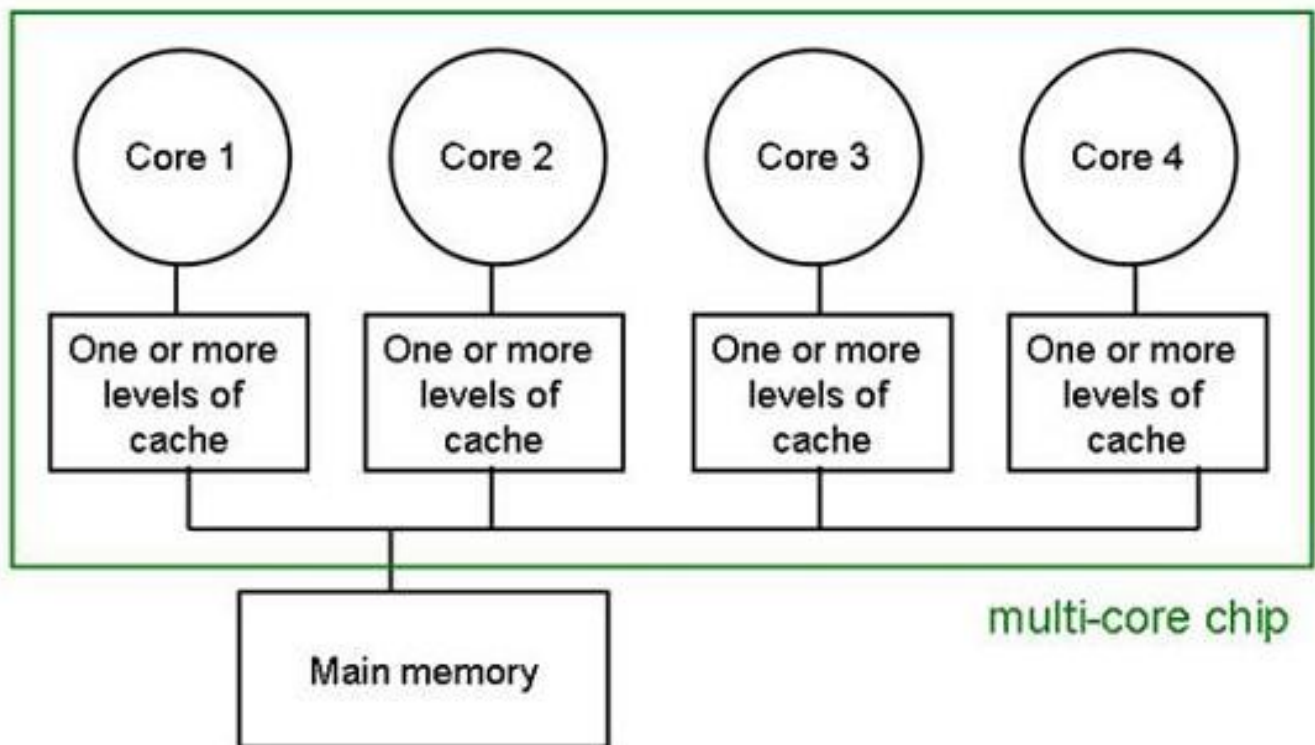 Core 1
Core 2
Core 3
Core 4
One or more
levels of
cache
One or more
levels of
cache
One or more
levels of
cache
One or more
levels of
cache
multi-core chip
Main memory